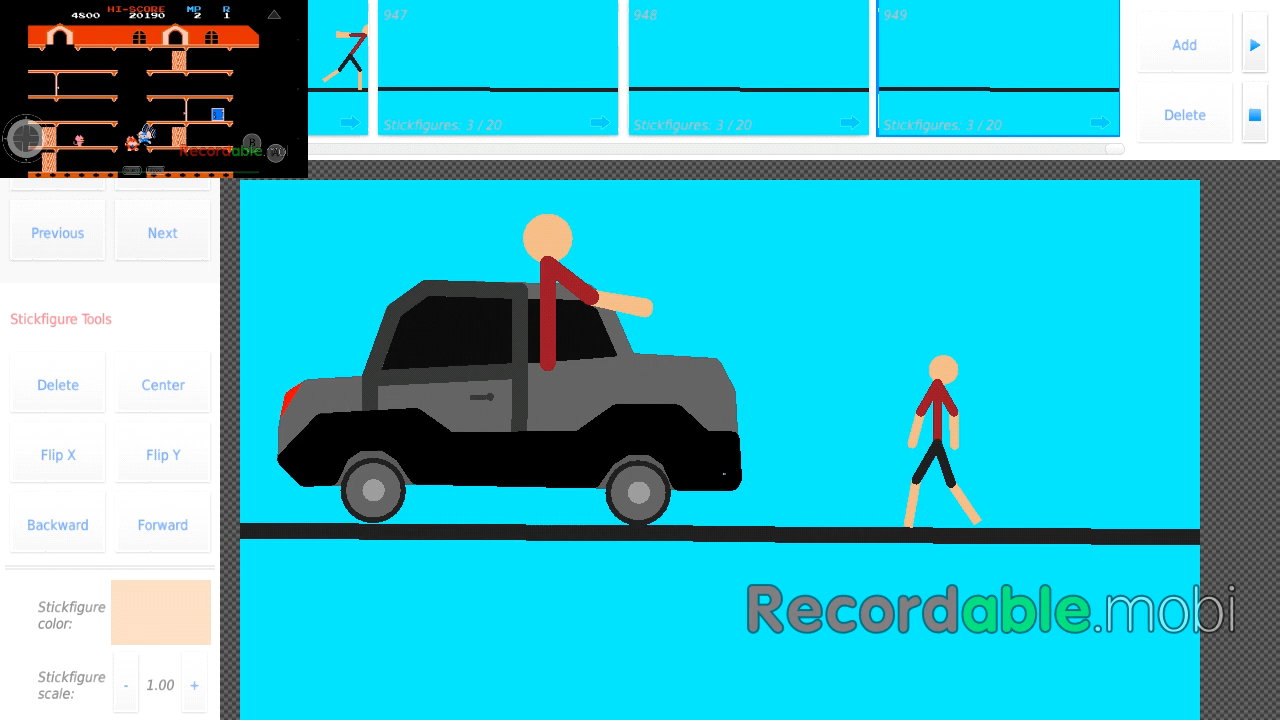 HI-SCORE MP R
4800 20190 2 1
947
948
949
Stickfigures: 3 / 20
Stickfigures: 3 / 20
Stickfigures: 3 / 20
Add
Delete
Recordable.
Previous
Next
Stickfigure Tools
Delete
Center
Flip X
Flip Y
Backward
Forward
Stickfigure
color:
Stickfigure
scale:
- 1.00 +
Recordable.mobi